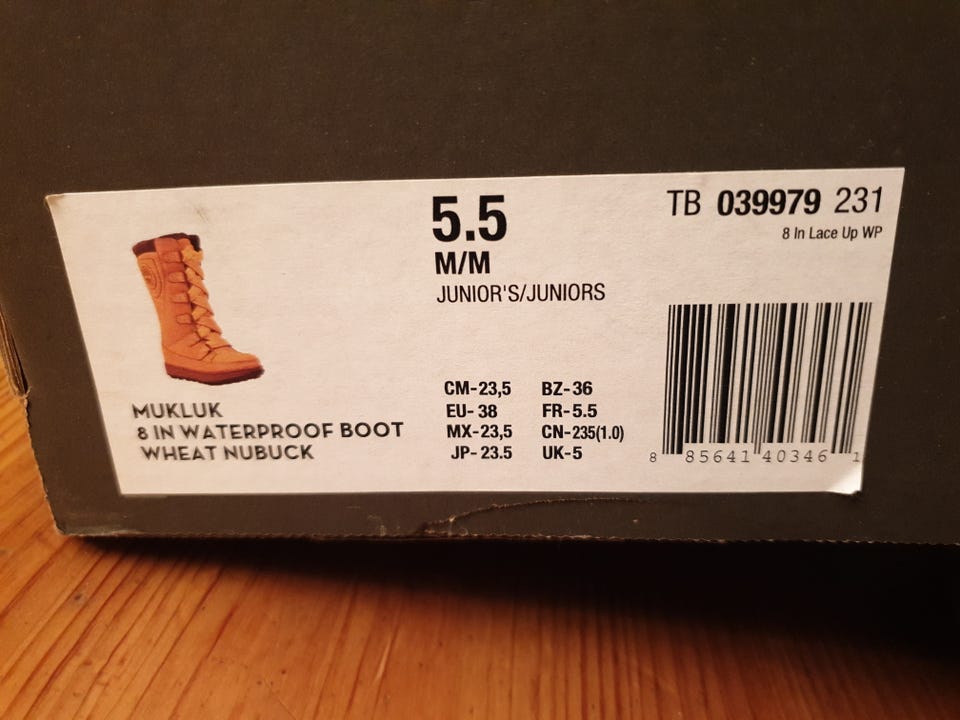 5.5
M/M
JUNIOR'S/JUNIORS
TB 039979 231
8 In Lace Up WP
MUKLUK
8 IN WATERPROOF BOOT
WHEAT NUBUCK
CM-23,5 BZ-36
EU-38 FR-5.5
MX-23,5 CN-235(1.0)
JP-23.5 UK-5
8 85641 40346 1